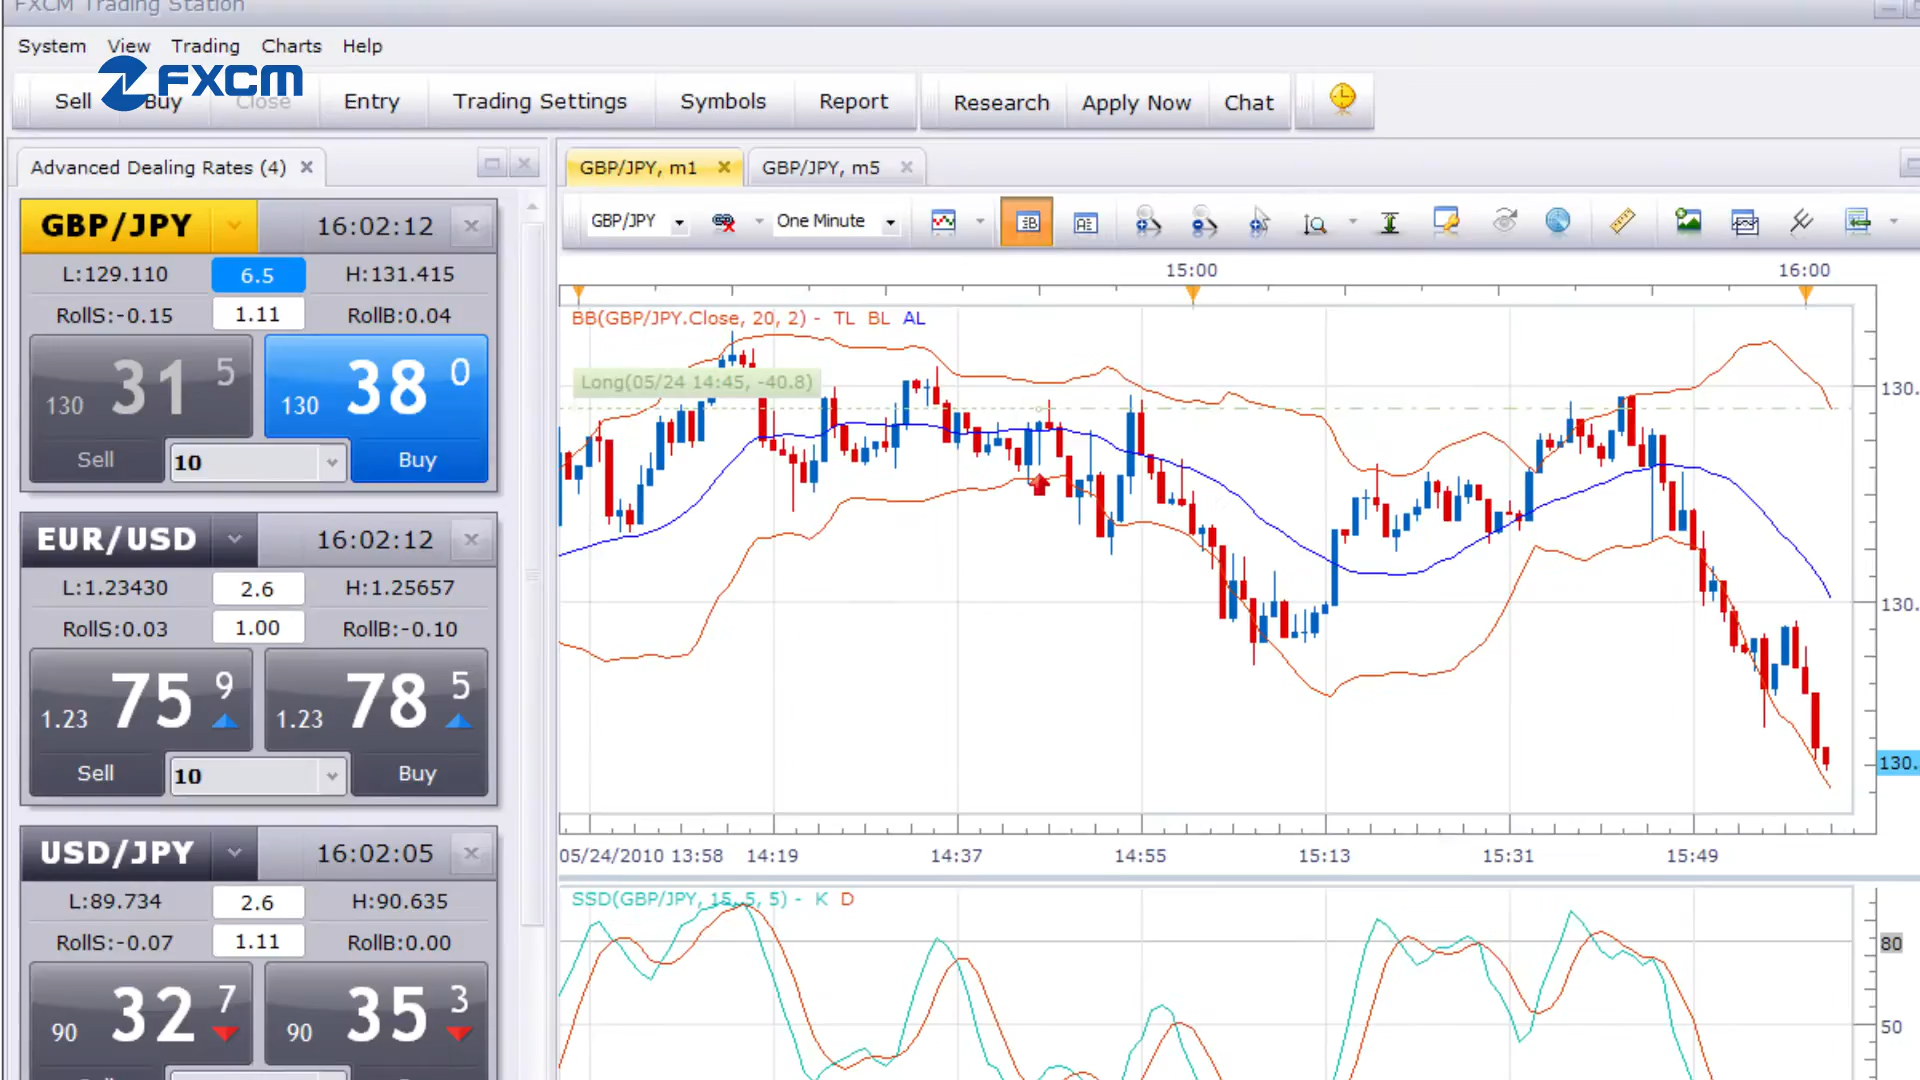 FXCM Trading Station
System View Trading Charts Help
FXCM
Sell Buy Close Entry Trading Settings Symbols Report Research Apply Now Chat
Advanced Dealing Rates (4)
GBP/JPY 16:02:12
L:129.110 6.5 H:131.415
RollS:-0.15 1.11 RollB:0.04
130 31 5 130 38 0
Sell 10 Buy
EUR/USD 16:02:12
L:1.23430 2.6 H:1.25657
RollS:0.03 1.00 RollB:-0.10
1.23 75 9 1.23 78 5
Sell 10 Buy
USD/JPY 16:02:05
L:89.734 2.6 H:90.635
RollS:-0.07 1.11 RollB:0.00
90 32 7 90 35 3
GBP/JPY, m1 GBP/JPY, m5
GBP/JPY One Minute
15:00 16:00
BB(GBP/JPY.Close, 20, 2) - TL BL AL
Long(05/24 14:45, -40.8)
130.
130.
130.
05/24/2010 13:58 14:19 14:37 14:55 15:13 15:31 15:49
SSD(GBP/JPY, 15, 5, 5) - K D
80
50